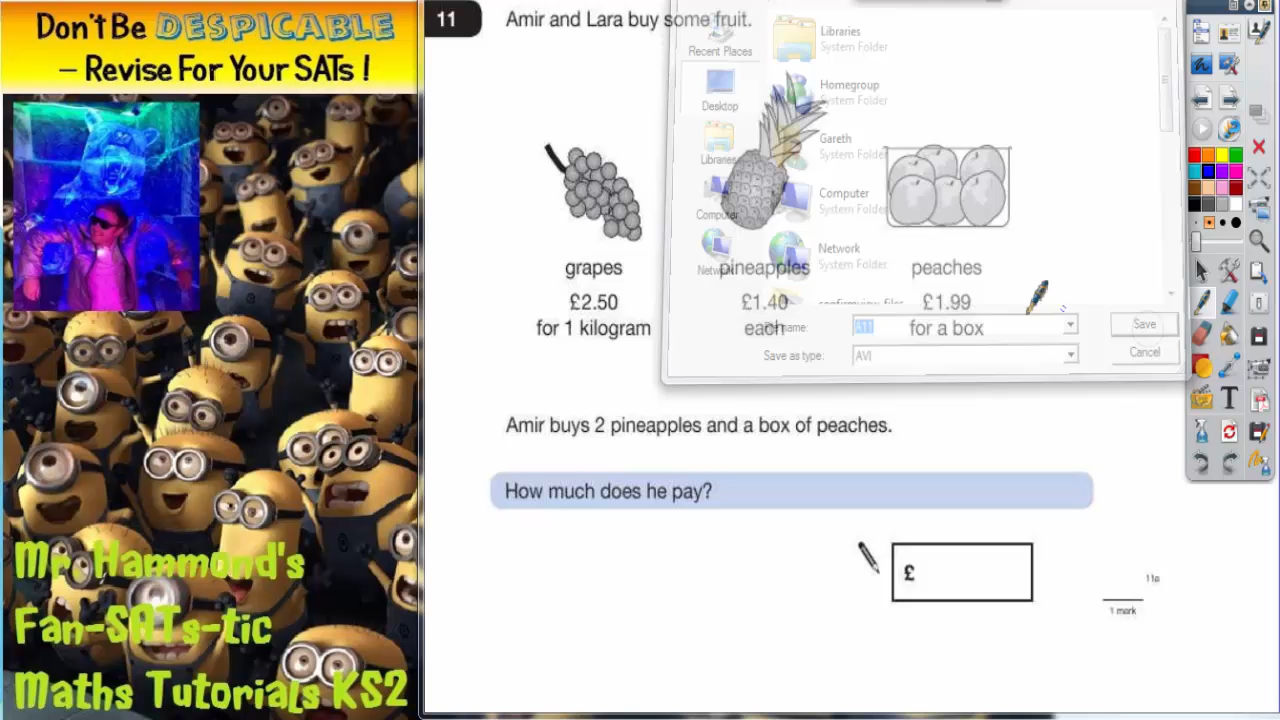 Don't Be DESPICABLE
– Revise For Your SATs !
Mr. Hammond's
Fan-SATs-tic
Maths Tutorials KS2
11
Amir and Lara buy some fruit.
Recent Places
Desktop
Libraries
Computer
Network
Libraries
System Folder
Homegroup
System Folder
Gareth
System Folder
Computer
System Folder
Network
System Folder
grapes
£2.50
for 1 kilogram
pineapples
£1.40
each
peaches
£1.99
for a box
name:
A11
Save
Save as type:
AVI
Cancel
Amir buys 2 pineapples and a box of peaches.
How much does he pay?
£
11a
1 mark
T